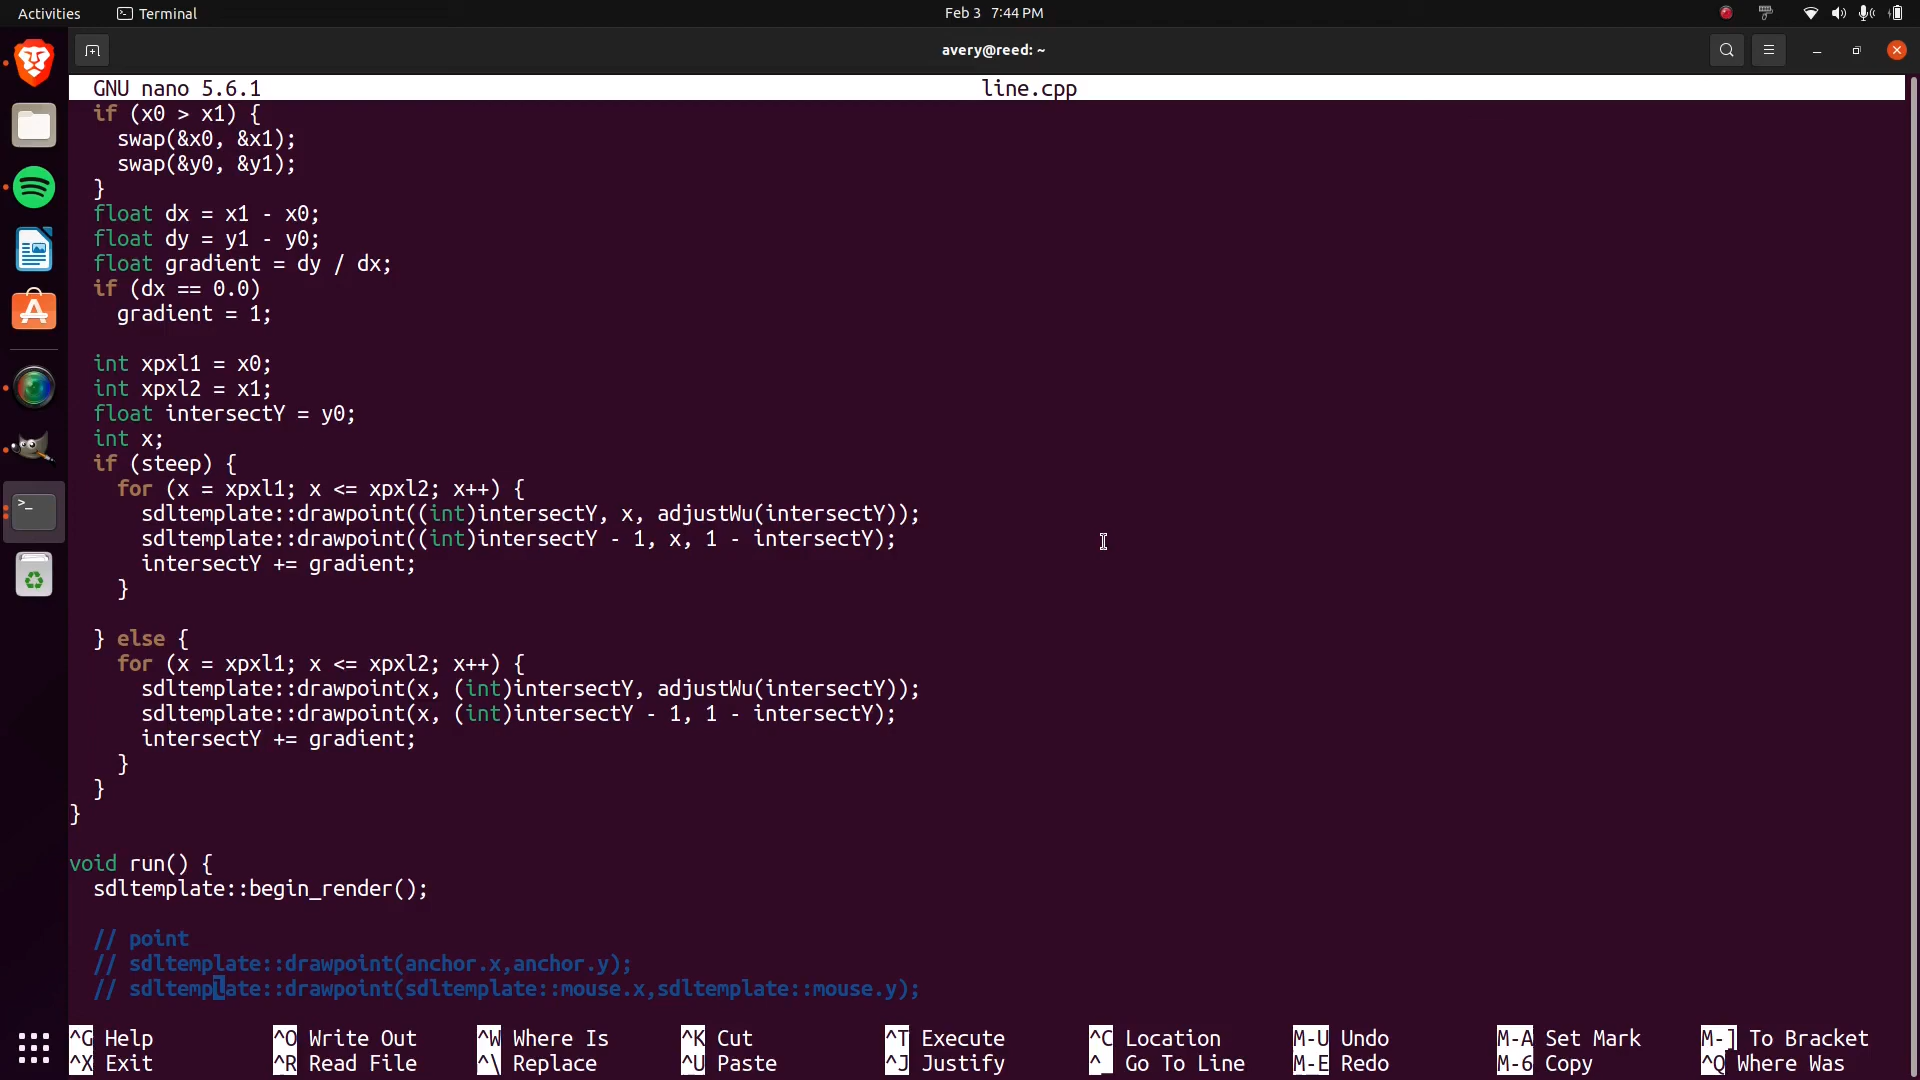 Activities Terminal Feb 3 7:44 PM
avery@reed: ~
GNU nano 5.6.1 line.cpp
if (x0 > x1) {
swap(&x0, &x1);
swap(&y0, &y1);
}
float dx = x1 - x0;
float dy = y1 - y0;
float gradient = dy / dx;
if (dx == 0.0)
gradient = 1;
int xpxl1 = x0;
int xpxl2 = x1;
float intersectY = y0;
int x;
if (steep) {
for (x = xpxl1; x <= xpxl2; x++) {
sdltemplate::drawpoint((int)intersectY, x, adjustWu(intersectY));
sdltemplate::drawpoint((int)intersectY - 1, x, 1 - intersectY);
intersectY += gradient;
}
} else {
for (x = xpxl1; x <= xpxl2; x++) {
sdltemplate::drawpoint(x, (int)intersectY, adjustWu(intersectY));
sdltemplate::drawpoint(x, (int)intersectY - 1, 1 - intersectY);
intersectY += gradient;
}
}
}
void run() {
sdltemplate::begin_render();
// point
// sdltemplate::drawpoint(anchor.x,anchor.y);
// sdltemplate::drawpoint(sdltemplate::mouse.x,sdltemplate::mouse.y);
^G Help ^O Write Out ^W Where Is ^K Cut ^T Execute ^C Location M-U Undo M-A Set Mark M-] To Bracket
^X Exit ^R Read File ^\ Replace ^U Paste ^J Justify ^_ Go To Line M-E Redo M-6 Copy ^Q Where Was